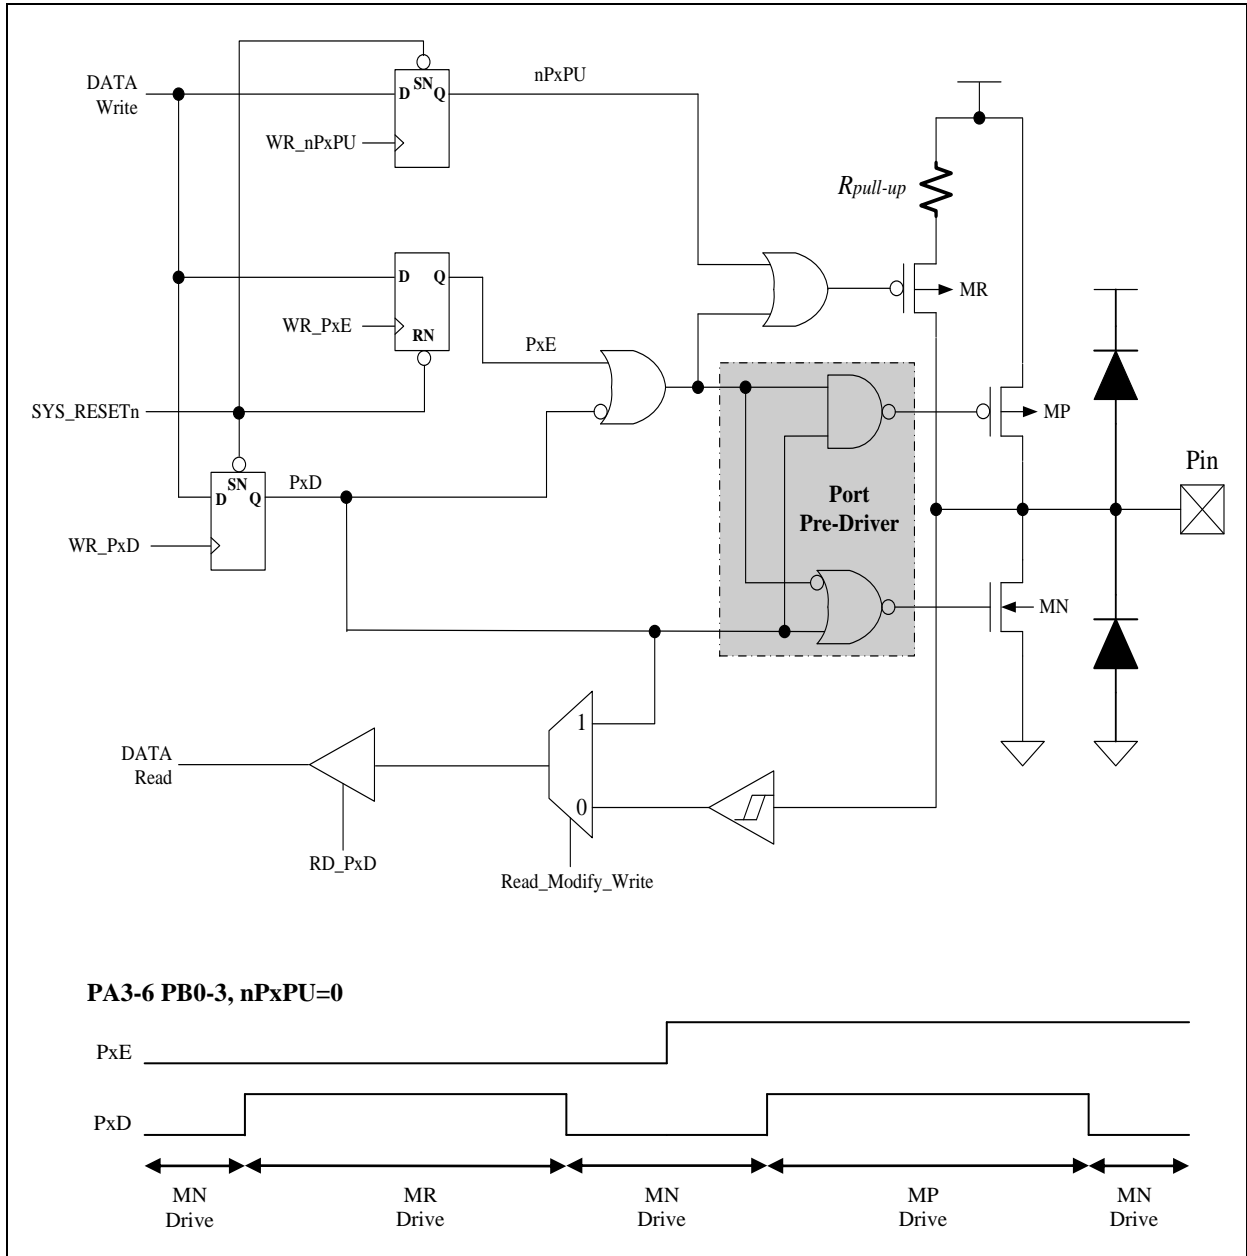 DATA
Write
D
SN
Q
nPxPU
WR_nPxPU
Rpull-up
D
Q
WR_PxE
RN
PxE
MR
SYS_RESETn
MP
PxD
SN
D
Q
Port
Pre-Driver
Pin
WR_PxD
MN
1
DATA
Read
0
RD_PxD
Read_Modify_Write
PA3-6 PB0-3, nPxPU=0
PxE
PxD
MN
Drive
MR
Drive
MN
Drive
MP
Drive
MN
Drive